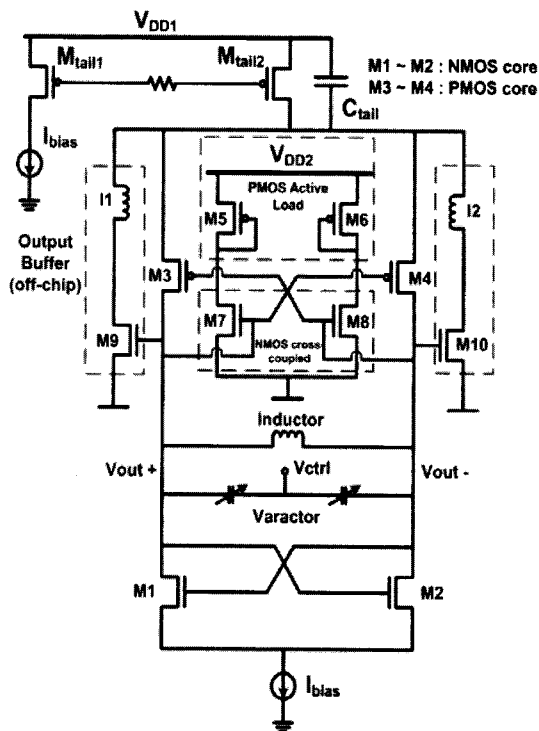 VDD1
Mtail1
Mtail2
M1 ~ M2 : NMOS core
M3 ~ M4 : PMOS core
Ctail
Ibias
VDD2
PMOS Active
Load
I1
I2
M5
M6
Output
Buffer
(off-chip)
M3
M4
M7
M8
M9
M10
NMOS cross-
coupled
Inductor
Vout +
Vctrl
Vout -
Varactor
M1
M2
Ibias